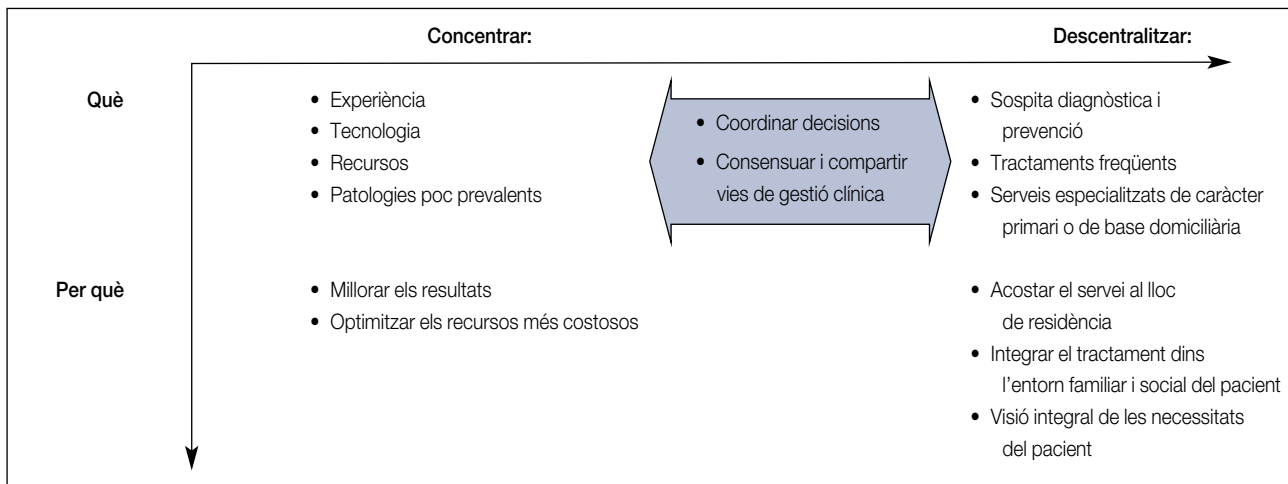 Concentrar:
Descentralitzar:
Què
• Experiència
• Tecnologia
• Recursos
• Patologies poc prevalents
• Coordinar decisions
• Consensuar i compartir
vies de gestió clínica
• Sospita diagnòstica i
prevenció
• Tractaments freqüents
• Serveis especialitzats de caràcter
primari o de base domiciliària
Per què
• Millorar els resultats
• Optimitzar els recursos més costosos
• Acostar el servei al lloc
de residència
• Integrar el tractament dins
l’entorn familiar i social del pacient
• Visió integral de les necessitats
del pacient